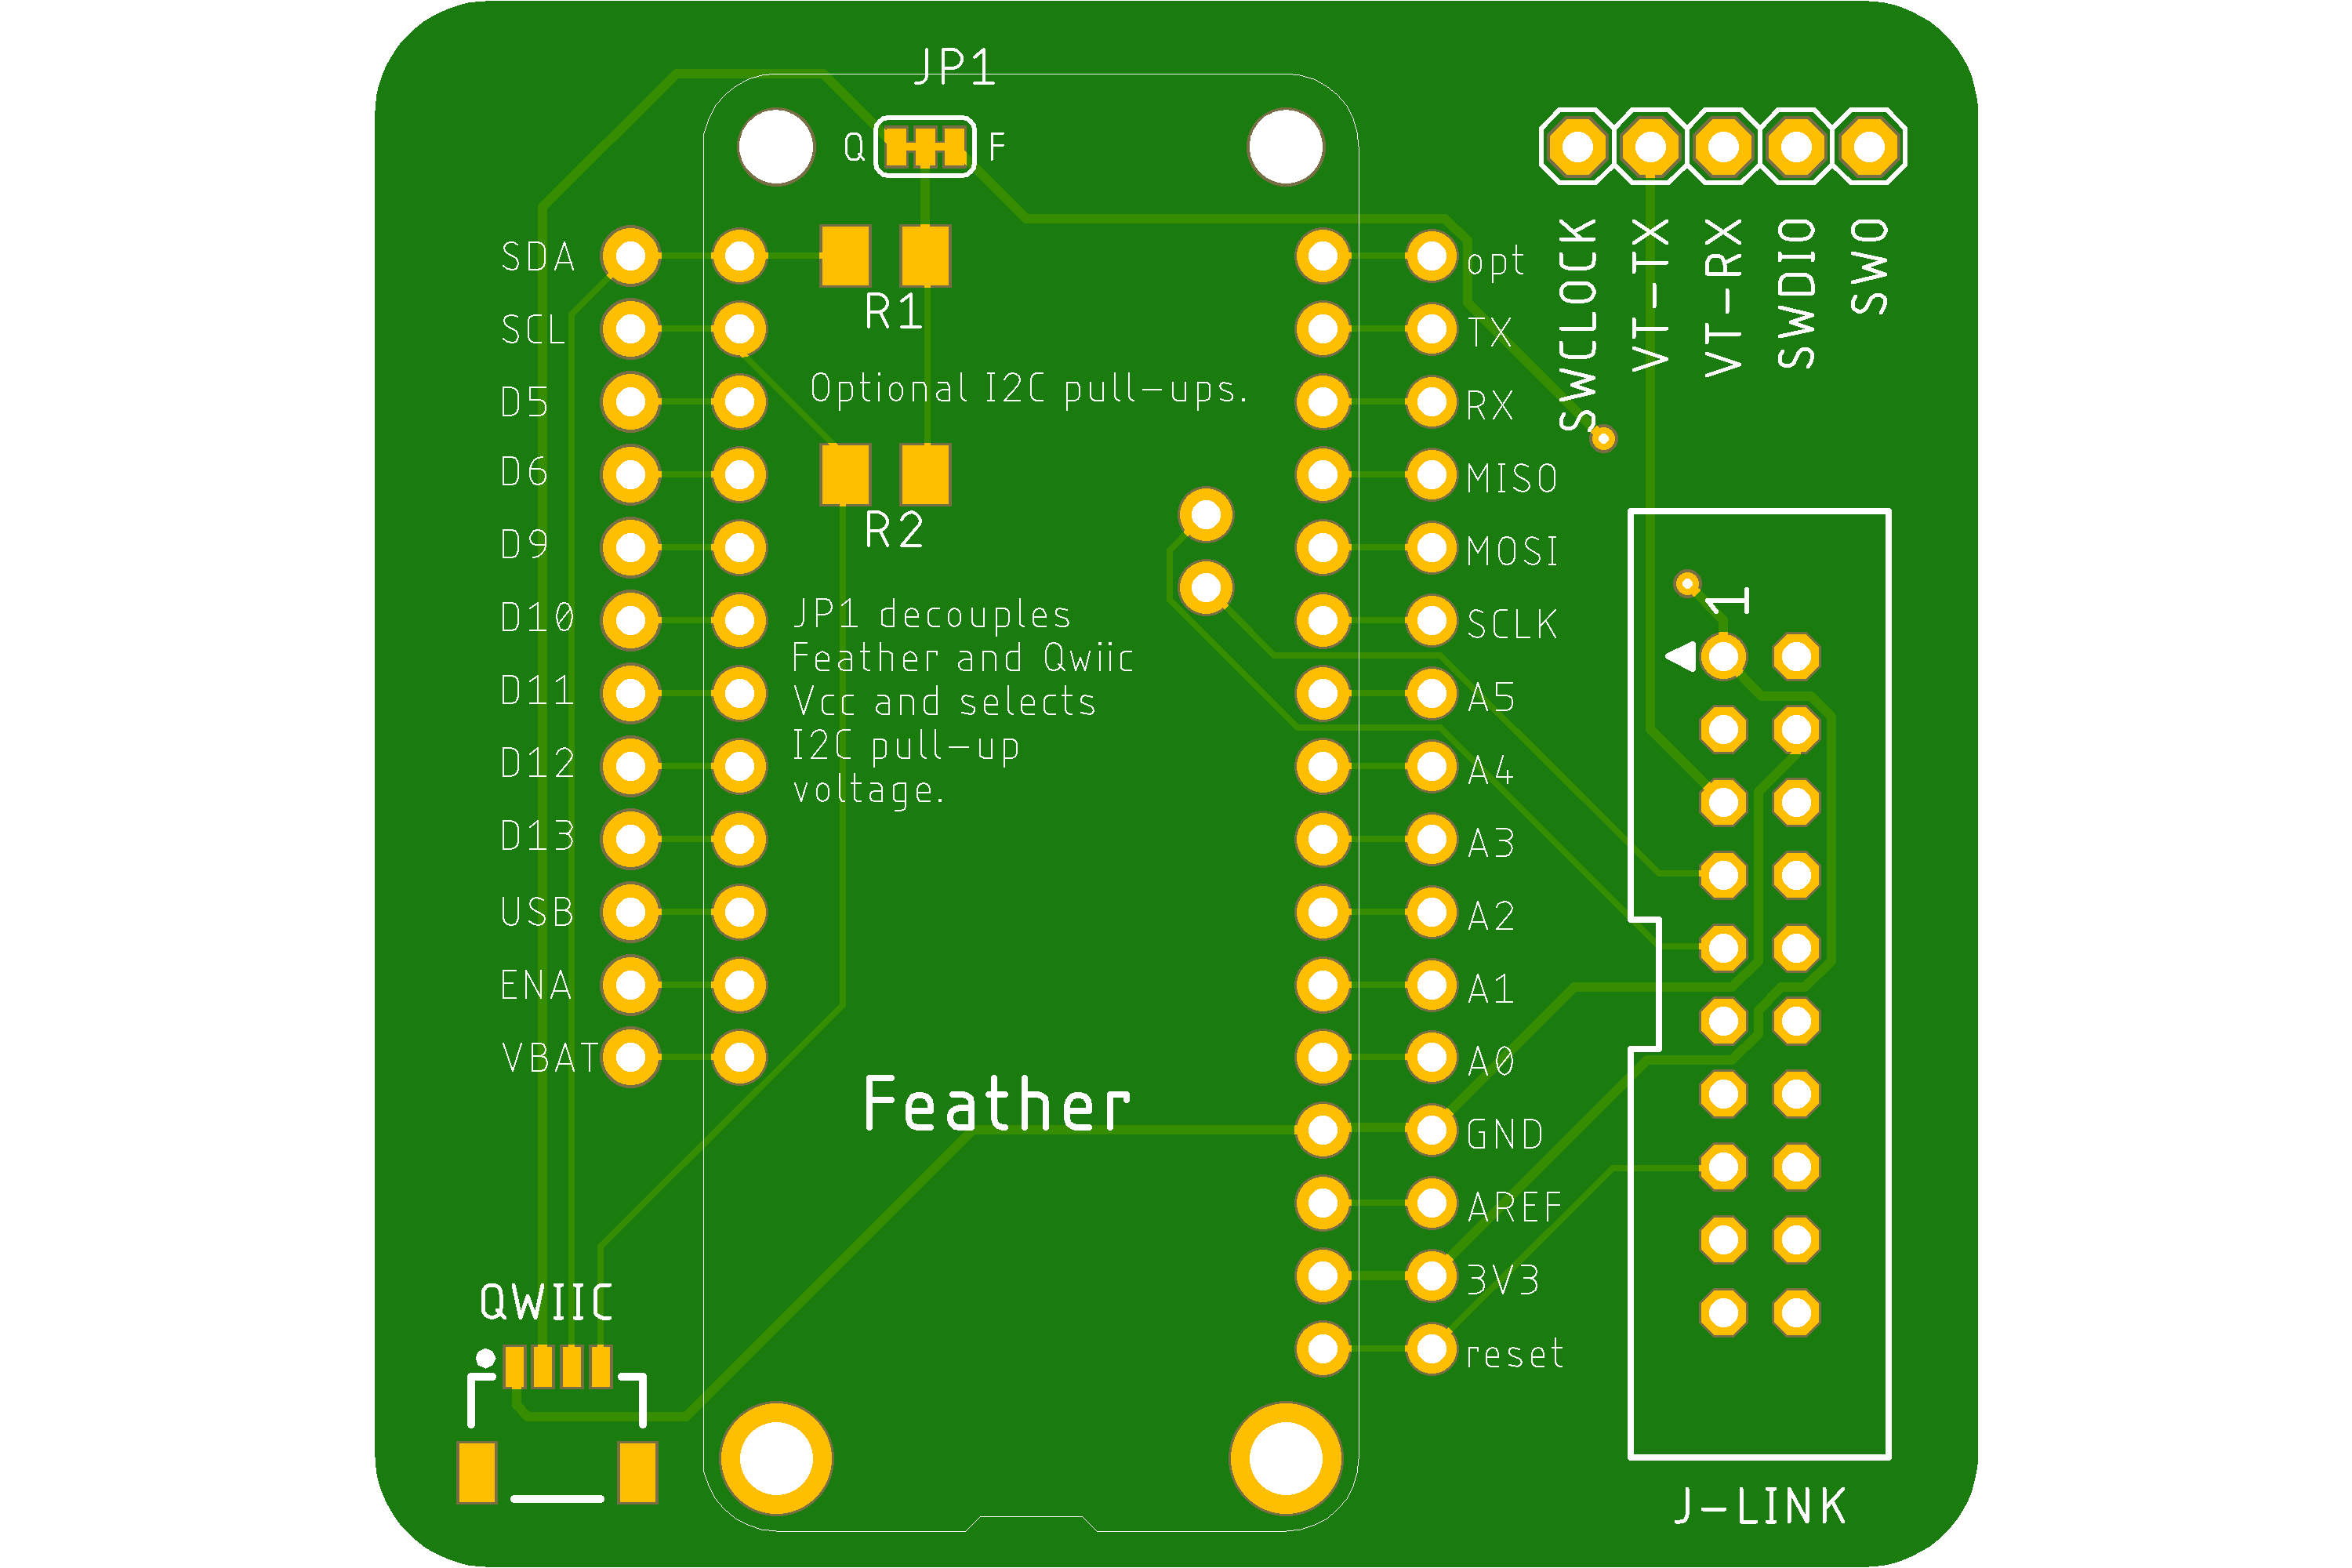 JP1
Q F
SDA
SCL
D5
D6
D9
D10
D11
D12
D13
USB
ENA
VBAT
R1
Optional I2C pull-ups.
R2
JP1 decouples
Feather and Qwiic
Vcc and selects
I2C pull-up
voltage.
Feather
opt
TX
RX
MISO
MOSI
SCLK
A5
A4
A3
A2
A1
A0
GND
AREF
3V3
reset
SWCLOCK
VT-TX
VT-RX
SWDIO
SWO
1
J-LINK
QWIIC